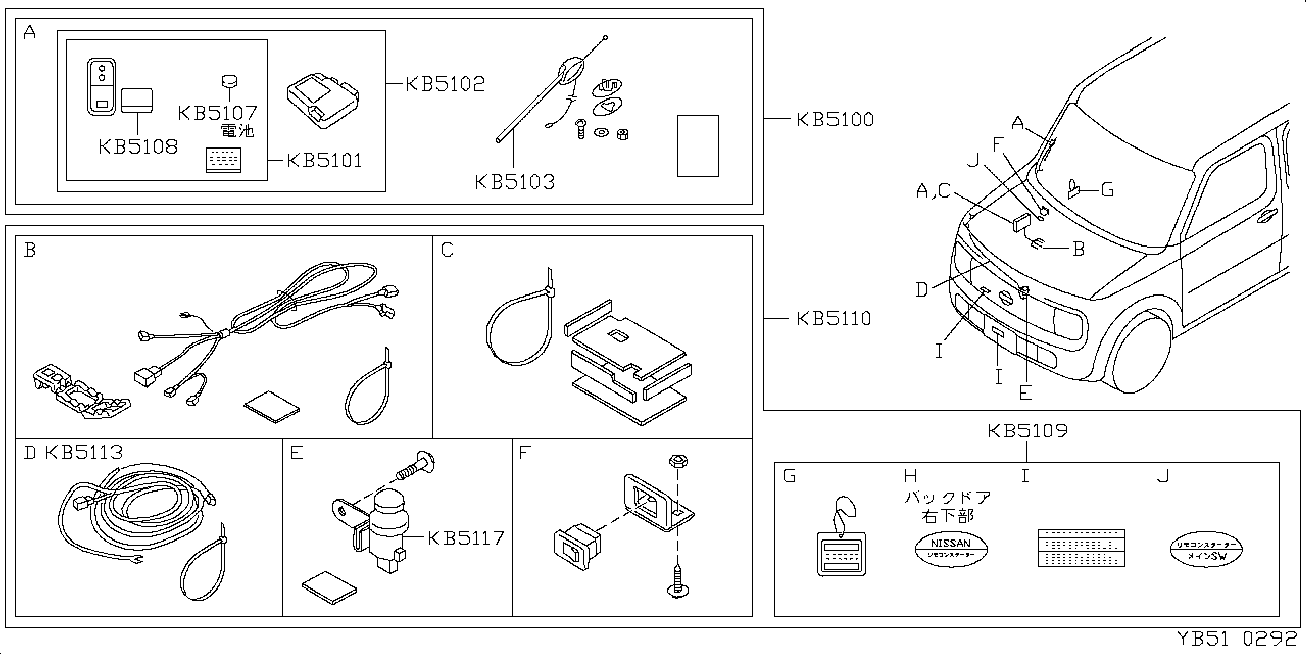 A
KB5107
電池
KB5108
KB5101
KB5102
KB5103
KB5100
A
F
J
G
A,C
B
D
I
I
E
B
C
KB5110
D KB5113
E
KB5117
F
KB5109
G
H
バックドア
右下部
NISSAN
リモコンスターター
I
J
リモコンスターター
メインSW
YB51 0292